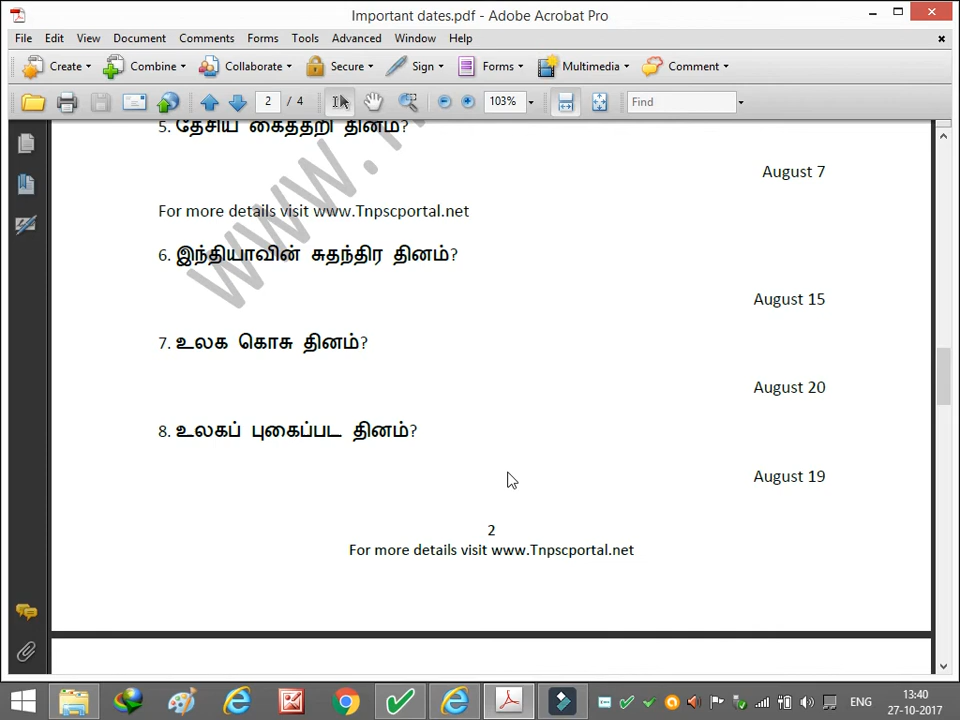 Important dates.pdf - Adobe Acrobat Pro
File Edit View Document Comments Forms Tools Advanced Window Help
Create Combine Collaborate Secure Sign Forms Multimedia Comment
2 / 4 103% Find
5. தேசிய கைத்தறி தினம்?
August 7
For more details visit www.Tnpscportal.net
6. இந்தியாவின் சுதந்திர தினம்?
August 15
7. உலக கொசு தினம்?
August 20
8. உலகப் புகைப்பட தினம்?
August 19
2
For more details visit www.Tnpscportal.net
www.
ENG
13:40
27-10-2017